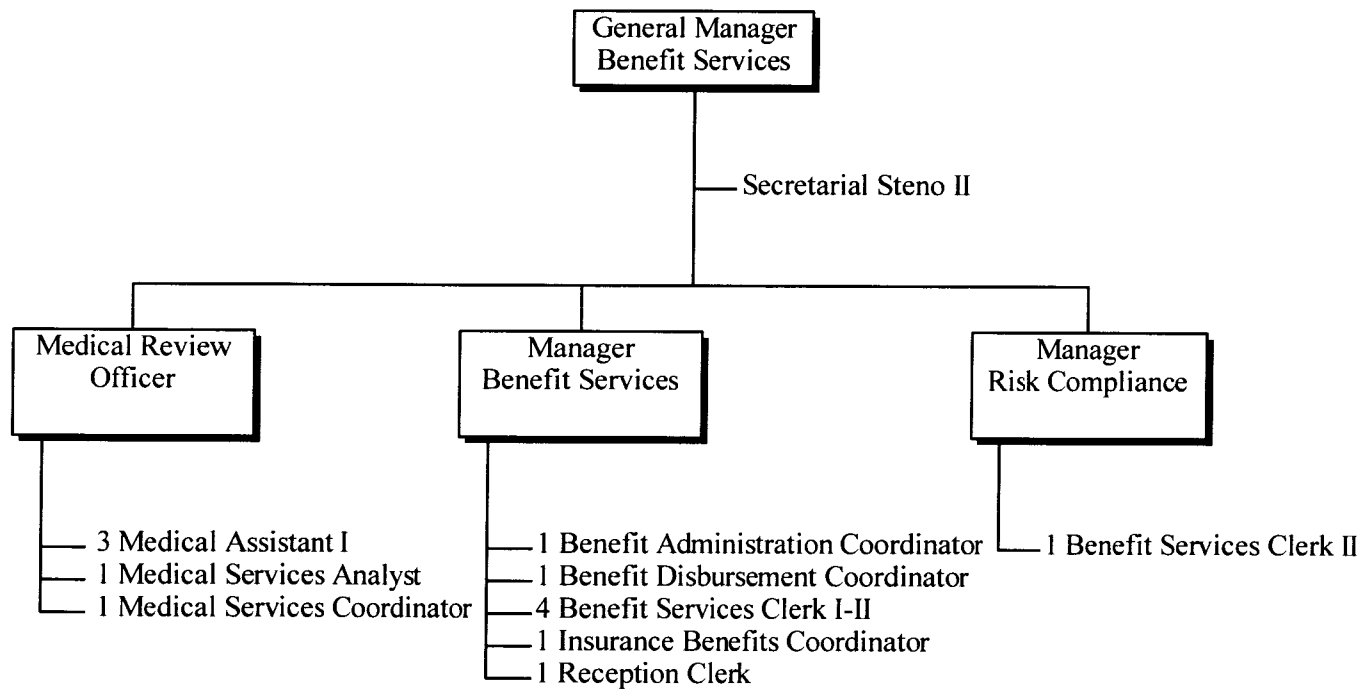 General Manager
Benefit Services
Secretarial Steno II
Medical Review
Officer
Manager
Benefit Services
Manager
Risk Compliance
3 Medical Assistant I
1 Medical Services Analyst
1 Medical Services Coordinator
1 Benefit Administration Coordinator
1 Benefit Disbursement Coordinator
4 Benefit Services Clerk I-II
1 Insurance Benefits Coordinator
1 Reception Clerk
1 Benefit Services Clerk II